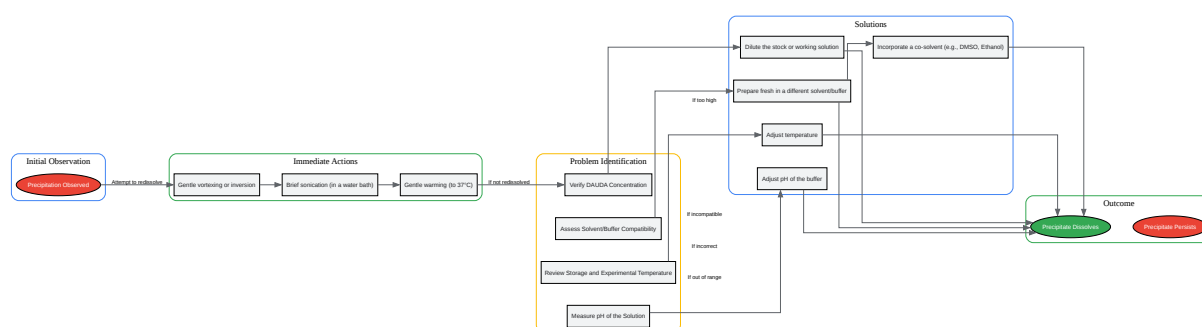 Solutions
Dilute the stock or working solution
Incorporate a co-solvent (e.g., DMSO, Ethanol)
Prepare fresh in a different solvent/buffer
If too high
Adjust temperature
Initial Observation
Immediate Actions
Problem Identification
Precipitation Observed
Attempt to redissolve
Gentle vortexing or inversion
Brief sonication (in a water bath)
Gentle warming (to 37°C)
If not redissolved
Verify DAUDA Concentration
Adjust pH of the buffer
Outcome
If incompatible
Assess Solvent/Buffer Compatibility
Precipitate Dissolves
Precipitate Persists
If incorrect
Review Storage and Experimental Temperature
If out of range
Measure pH of the Solution